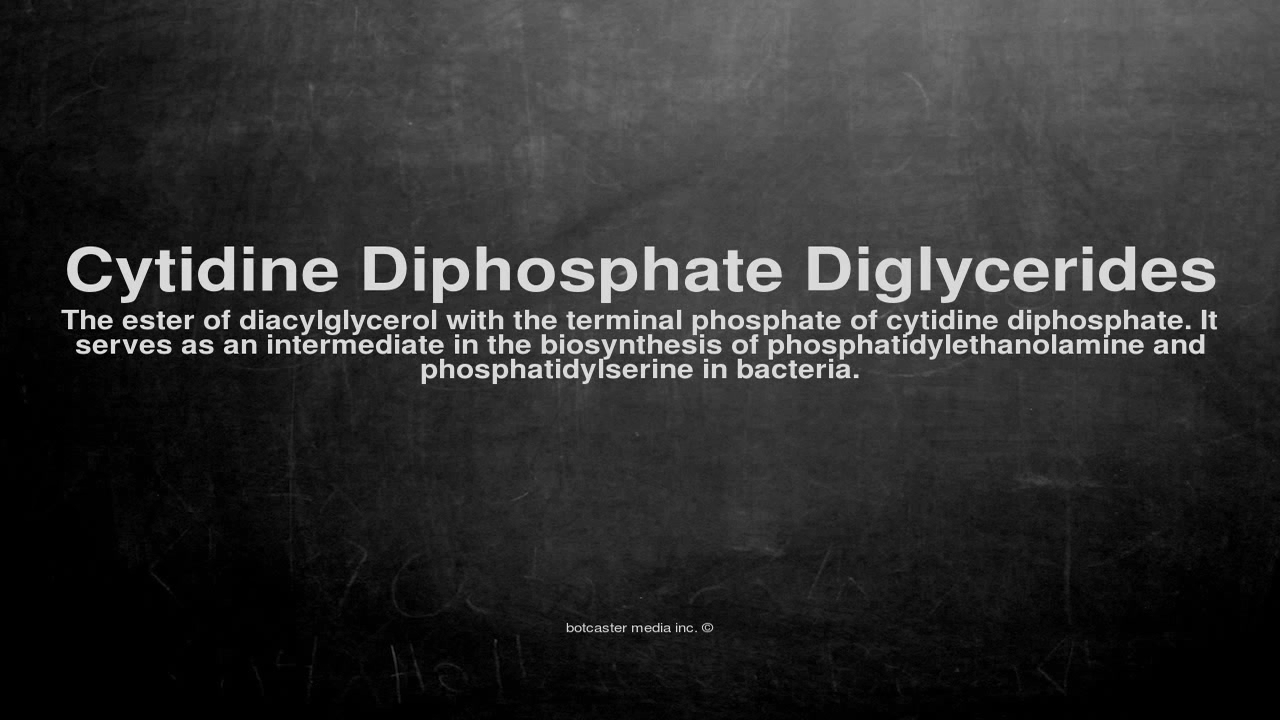 Cytidine Diphosphate Diglycerides
The ester of diacylglycerol with the terminal phosphate of cytidine diphosphate. It
serves as an intermediate in the biosynthesis of phosphatidylethanolamine and
phosphatidylserine in bacteria.
botcaster media inc. ©